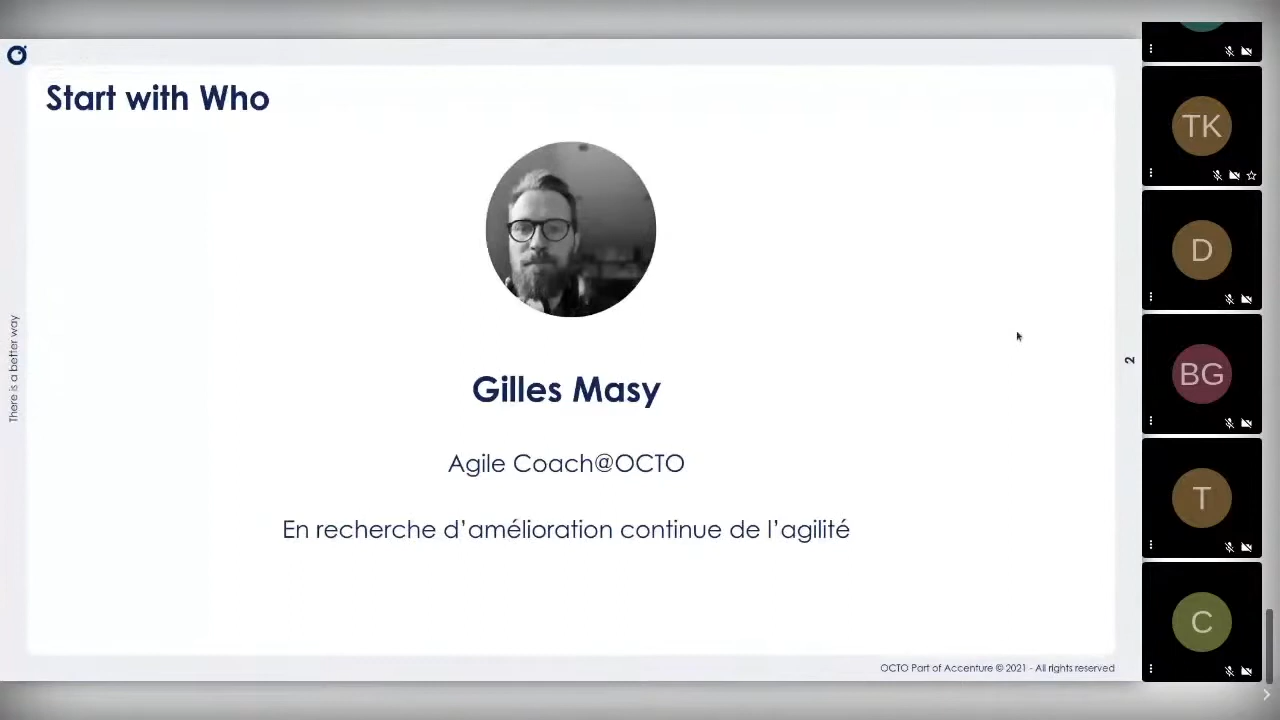 Start with Who
Gilles Masy
Agile Coach@OCTO
En recherche d’amélioration continue de l’agilité
There is a better way
2
OCTO Part of Accenture © 2021 - All rights reserved
TK
D
BG
T
C